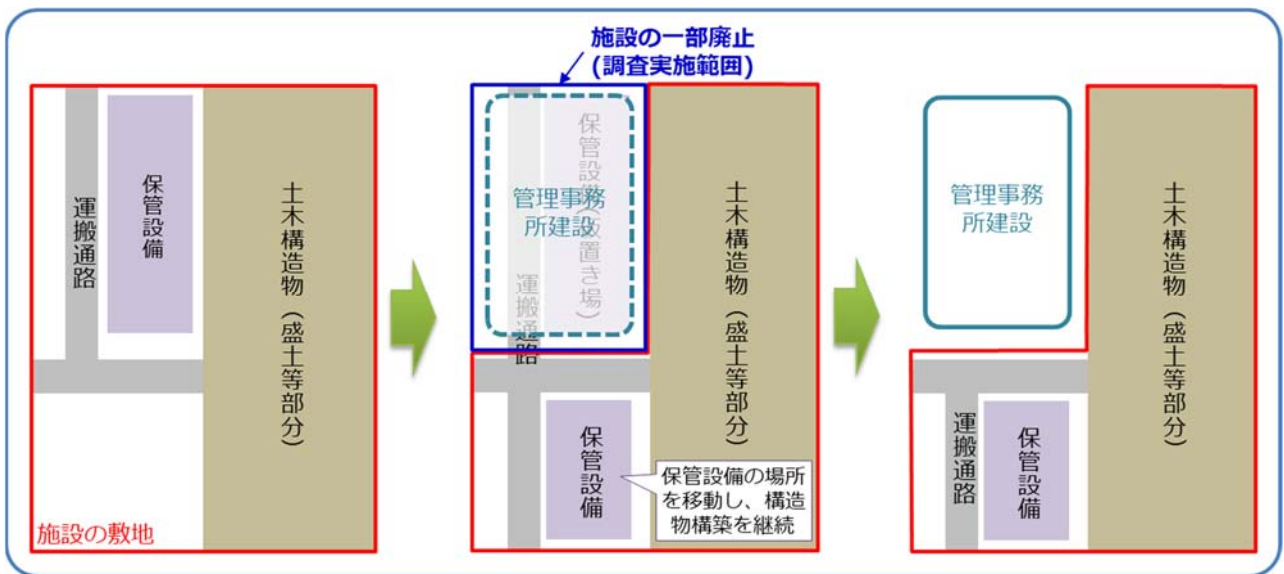 施設の一部廃止
(調査実施範囲)
運搬通路
保管設備
土木構造物（盛土等部分）
施設の敷地
保管設備(仮置き場)
管理事務
所建設
運搬通路
土木構造物（盛土等部分）
保管設備
保管設備の場所
を移動し、構造
物構築を継続
管理事務
所建設
運搬通路
保管設備
土木構造物（盛土等部分）